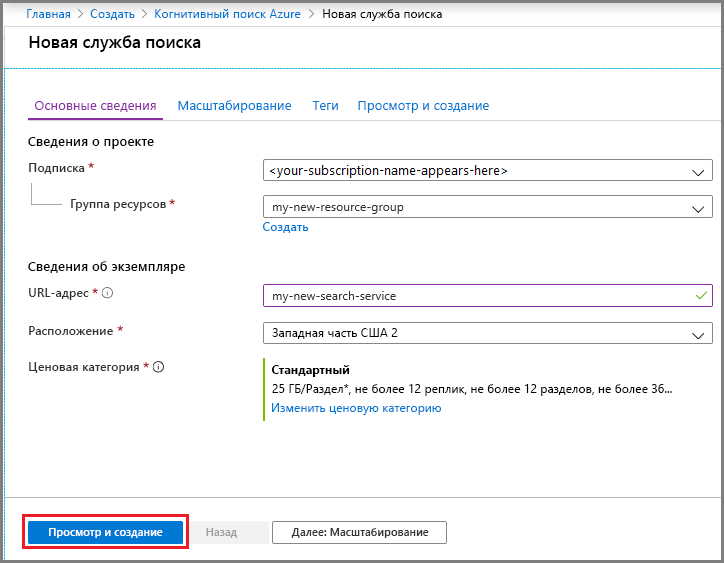 Главная > Создать > Когнитивный поиск Azure > Новая служба поиска
Новая служба поиска
Основные сведения Масштабирование Теги Просмотр и создание
Сведения о проекте
Подписка * <your-subscription-name-appears-here>
Группа ресурсов * my-new-resource-group
Создать
Сведения об экземпляре
URL-адрес * my-new-search-service
Расположение * Западная часть США 2
Ценовая категория * Стандартный
25 ГБ/Раздел*, не более 12 реплик, не более 12 разделов, не более 36...
Изменить ценовую категорию
Просмотр и создание Назад Далее: Масштабирование